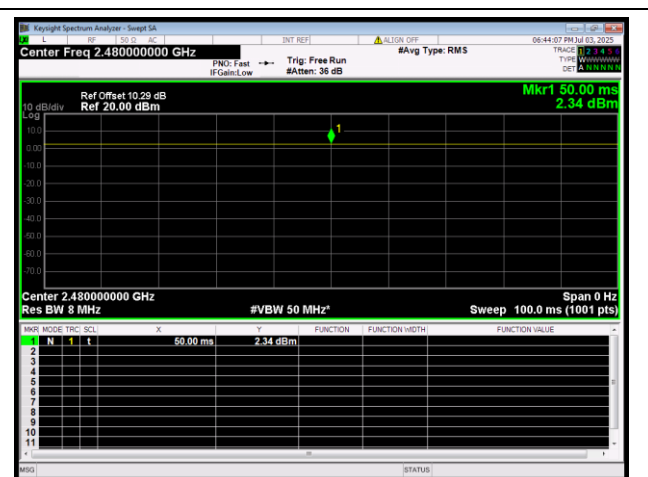 Keysight Spectrum Analyzer - Swept SA
L RF 50 Ω AC INT REF ALIGN OFF 06:44:07 PM Jul 03, 2025
Center Freq 2.480000000 GHz #Avg Type: RMS TRACE 1 2 3 4 5 6
PNO: Fast Trig: Free Run TYPE WWWWWW
IFGain:Low #Atten: 36 dB DET A N N N N N
Mkr1 50.00 ms
Ref Offset 10.29 dB
10 dB/div Ref 20.00 dBm 2.34 dBm
Log
10.0
1
0.00
-10.0
-20.0
-30.0
-40.0
-50.0
-60.0
-70.0
Center 2.480000000 GHz Span 0 Hz
Res BW 8 MHz #VBW 50 MHz* Sweep 100.0 ms (1001 pts)
MKR MODE TRC SCL X Y FUNCTION FUNCTION WIDTH FUNCTION VALUE
1 N 1 t 50.00 ms 2.34 dBm
2
3
4
5
6
7
8
9
10
11
MSG STATUS